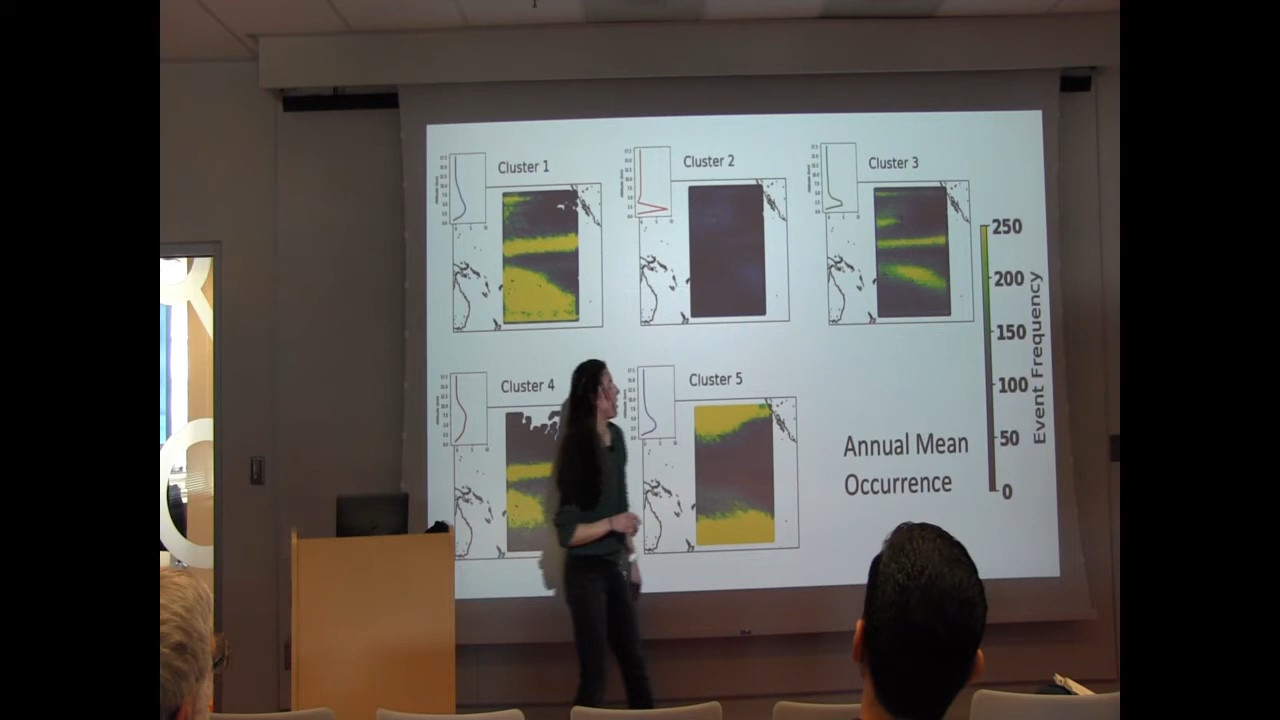 Cluster 1
Cluster 2
Cluster 3
Cluster 4
Cluster 5
Annual Mean
Occurrence
250
200
150
100
50
0
Event Frequency